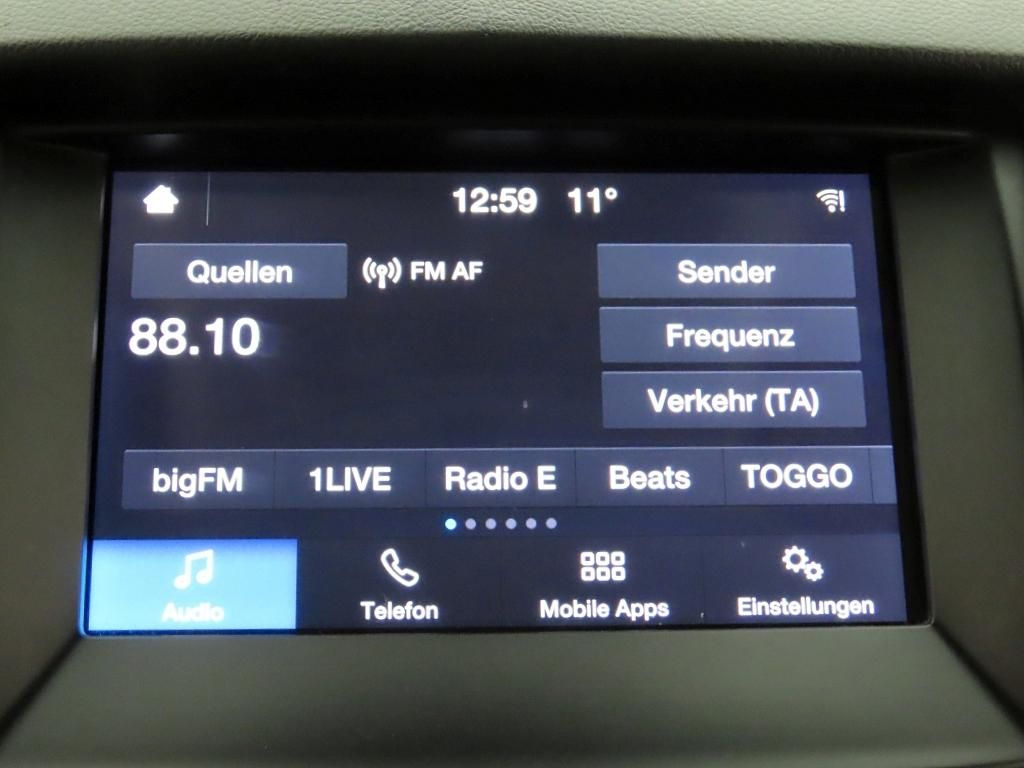 12:59 11°
Quellen FM AF Sender
88.10 Frequenz
Verkehr (TA)
bigFM 1LIVE Radio E Beats TOGGO
Audio Telefon Mobile Apps Einstellungen